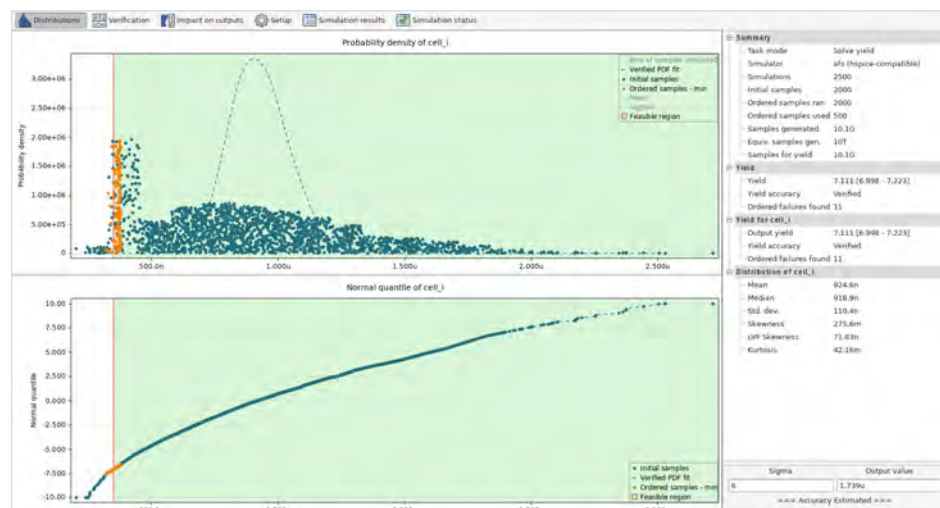 Distributions Verification Impact on outputs Setup Simulation results Simulation status
Probability density of cell_i
Probability density
3.00e+06
2.50e+06
2.00e+06
1.50e+06
1.00e+06
5.00e+05
0
500.0n 1.000u 1.500u 2.000u 2.500u
Verified PDF fit
Initial samples
Ordered samples - min
Feasible region
Normal quantile of cell_i
Normal quantile
10.00
7.500
5.000
2.500
0
-2.500
-5.000
-7.500
-10.00
Initial samples
Verified PDF fit
Ordered samples - min
Feasible region
Summary
Task mode Solve yield
Simulator afs (hspice-compatible)
Simulations 2500
Initial samples 2000
Ordered samples ran 2000
Ordered samples used 500
Samples generated 10.1G
Equiv. samples gen. 10T
Samples for yield 10.1G
Yield
Yield 7.111 [6.998 - 7.223]
Yield accuracy Verified
Ordered failures found 11
Yield for cell_i
Output yield 7.111 [6.998 - 7.223]
Yield accuracy Verified
Ordered failures found 11
Distribution of cell_i
Mean 924.6n
Median 918.9n
Std. dev. 110.4n
Skewness 275.6m
LVF Skewness 71.63n
Kurtosis 42.16m
Sigma Output value
6 1.739u
=== Accuracy Estimated ===